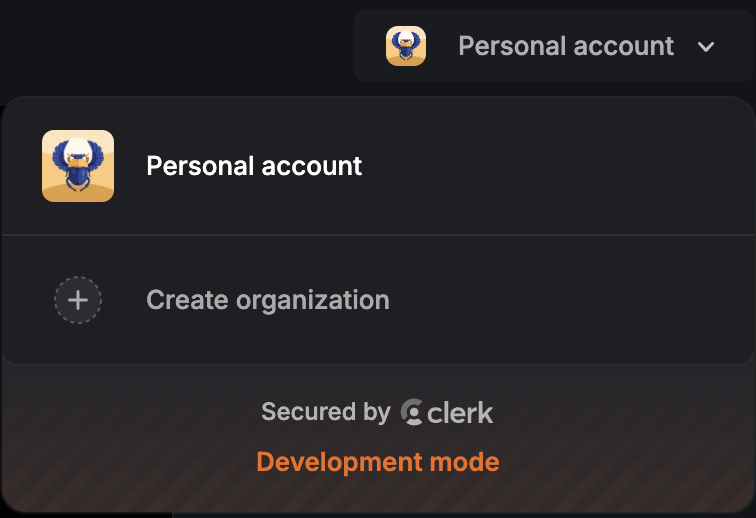 Personal account
Personal account
Create organization
Secured by clerk
Development mode